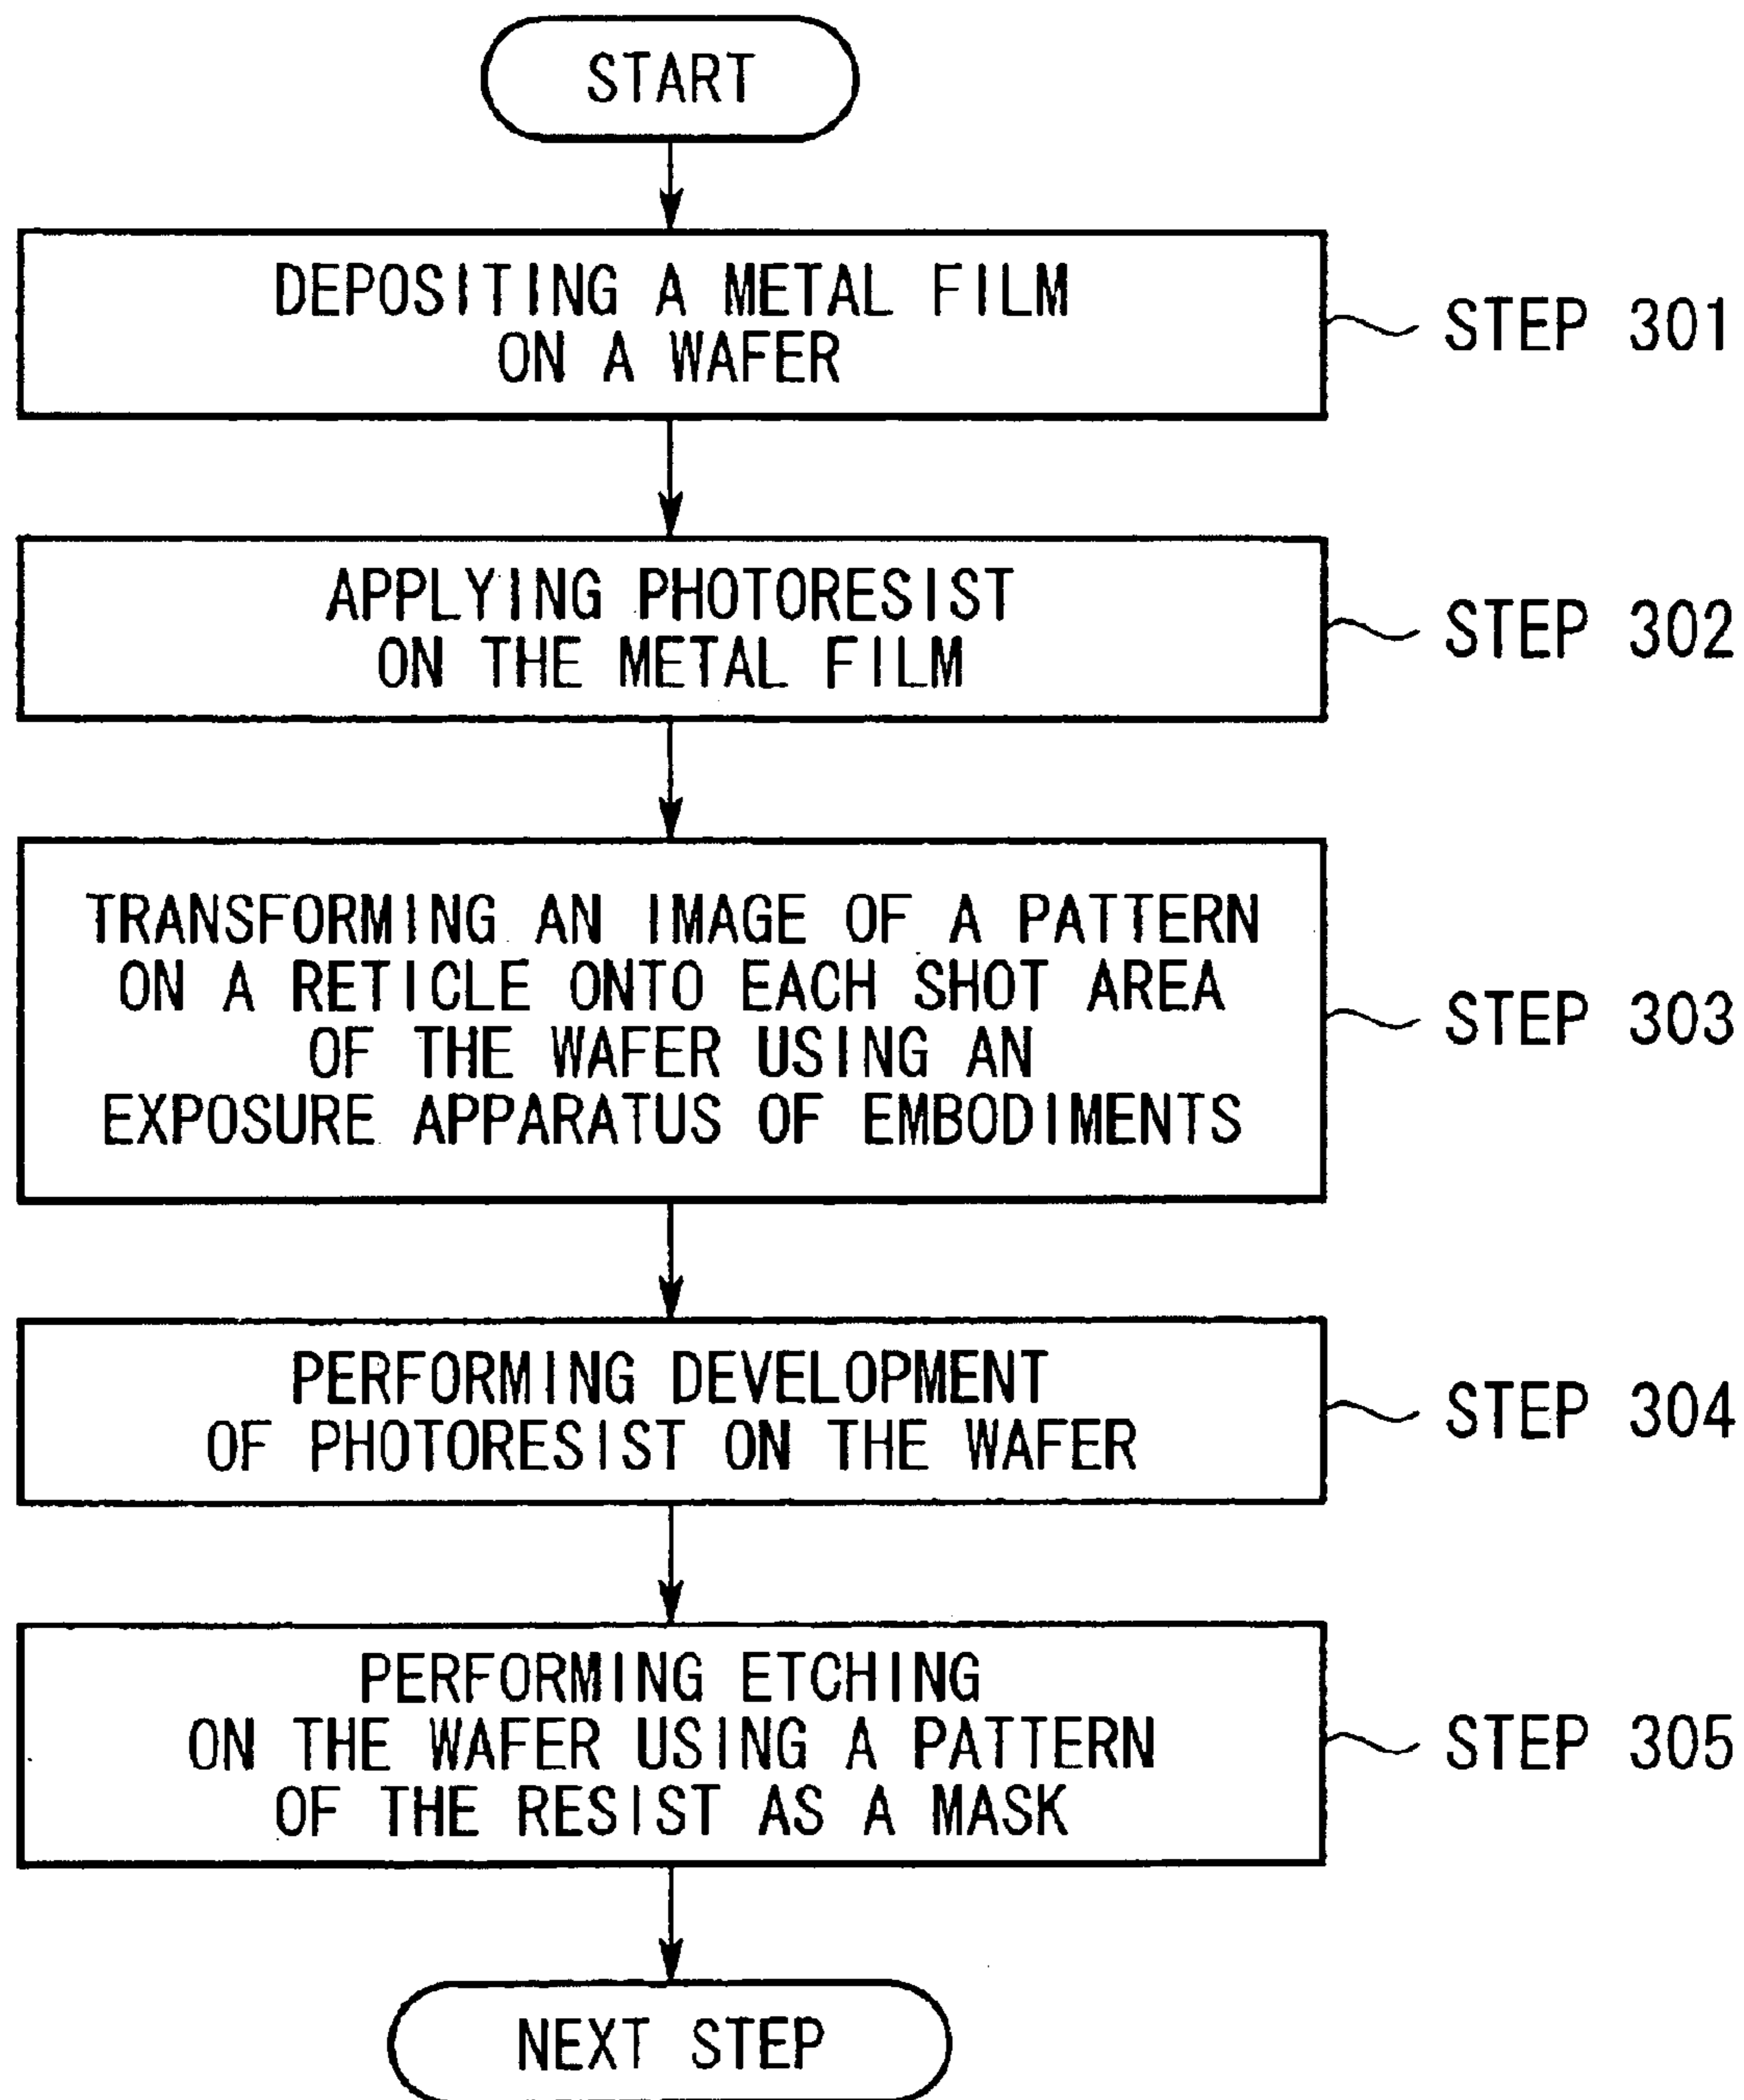 START
DEPOSITING A METAL FILM
ON A WAFER
STEP 301
APPLYING PHOTORESIST
ON THE METAL FILM
STEP 302
TRANSFORMING AN IMAGE OF A PATTERN
ON A RETICLE ONTO EACH SHOT AREA
OF THE WAFER USING AN
EXPOSURE APPARATUS OF EMBODIMENTS
STEP 303
PERFORMING DEVELOPMENT
OF PHOTORESIST ON THE WAFER
STEP 304
PERFORMING ETCHING
ON THE WAFER USING A PATTERN
OF THE RESIST AS A MASK
STEP 305
NEXT STEP